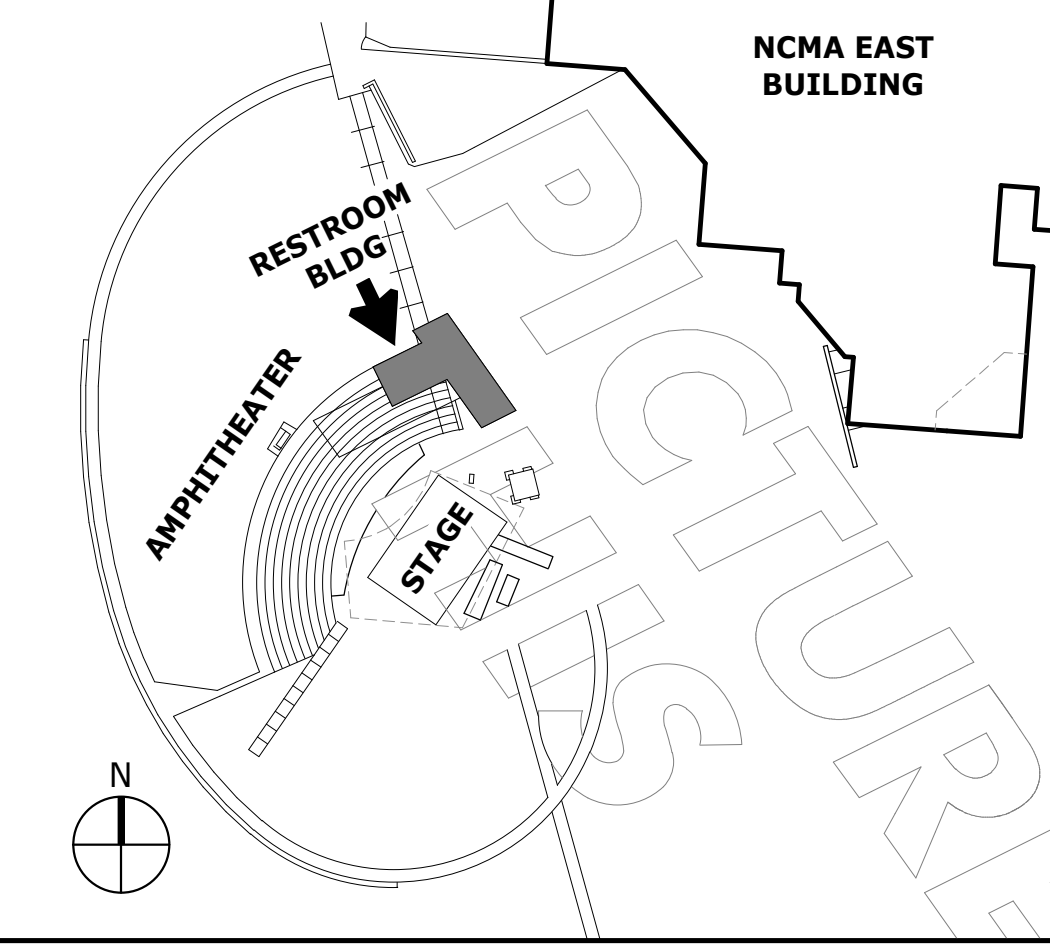 NCMA EAST
BUILDING
RESTROOM
BLDG
AMPHITHEATER
STAGE
PICTURE
THIS
N